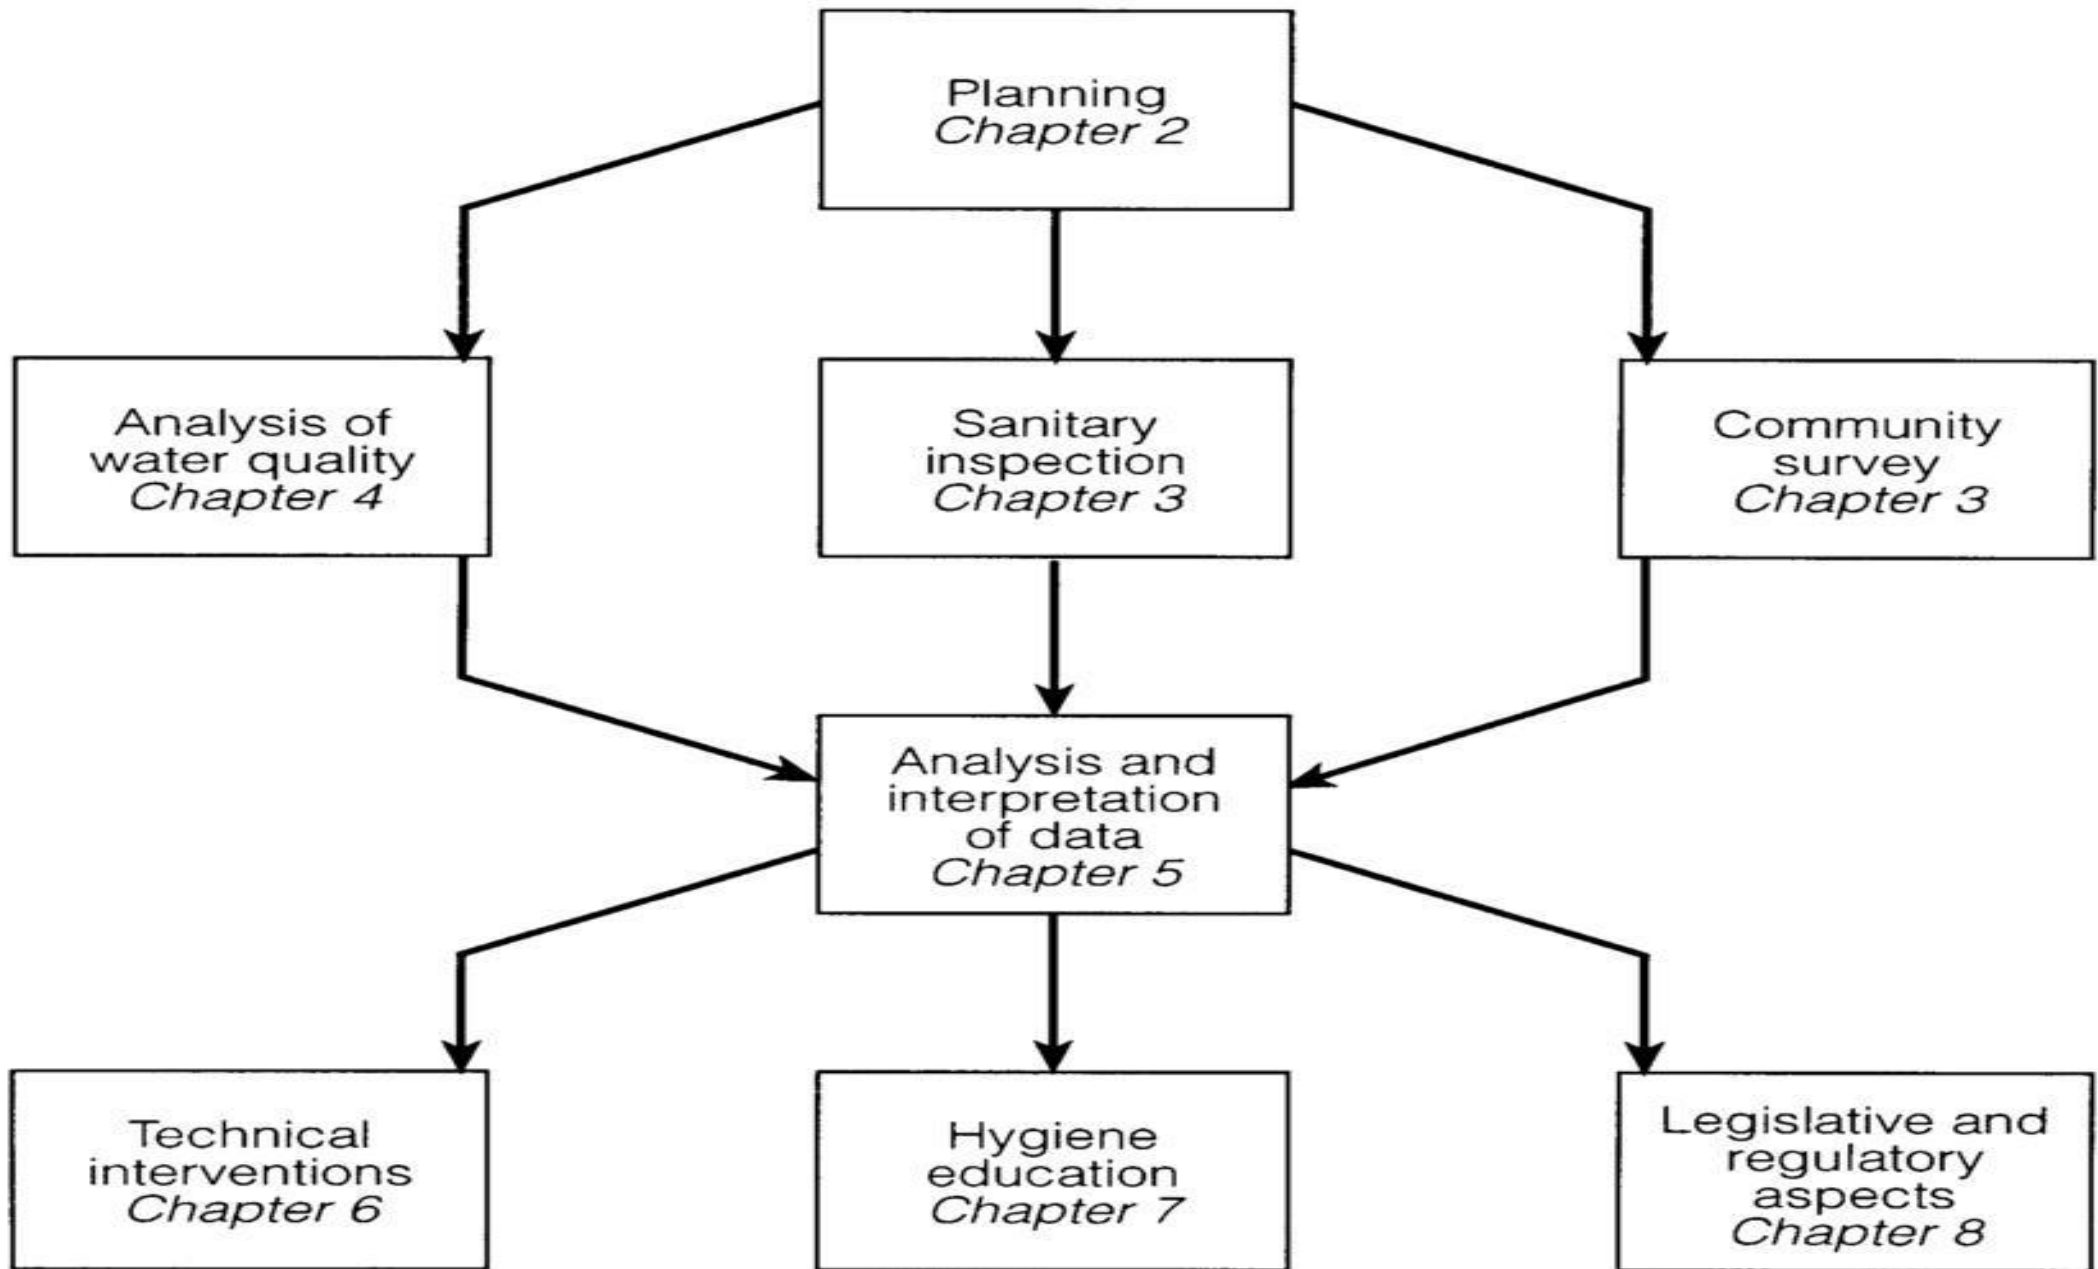 Planning
Chapter 2
Analysis of
water quality
Chapter 4
Sanitary
inspection
Chapter 3
Community
survey
Chapter 3
Analysis and
interpretation
of data
Chapter 5
Technical
interventions
Chapter 6
Hygiene
education
Chapter 7
Legislative and
regulatory
aspects
Chapter 8